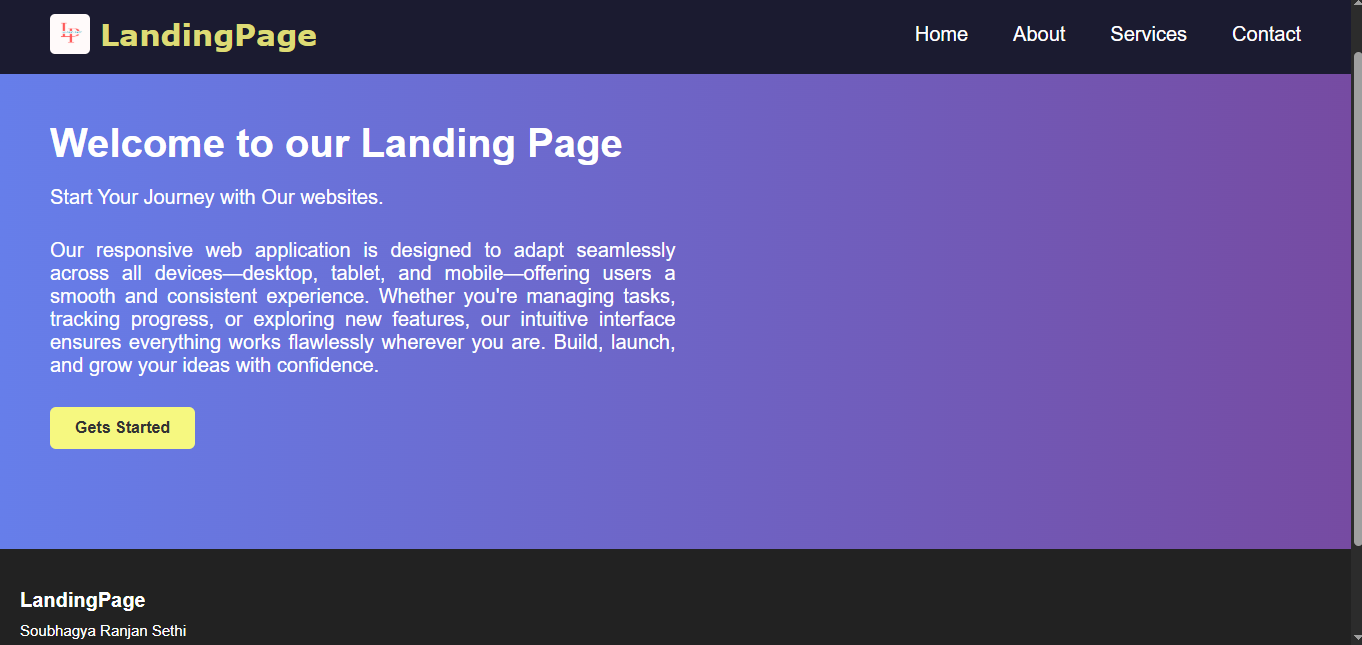 LP
LandingPage
Home About Services Contact
Welcome to our Landing Page
Start Your Journey with Our websites.
Our responsive web application is designed to adapt seamlessly
across all devices—desktop, tablet, and mobile—offering users a
smooth and consistent experience. Whether you're managing tasks,
tracking progress, or exploring new features, our intuitive interface
ensures everything works flawlessly wherever you are. Build, launch,
and grow your ideas with confidence.
Gets Started
LandingPage
Soubhagya Ranjan Sethi